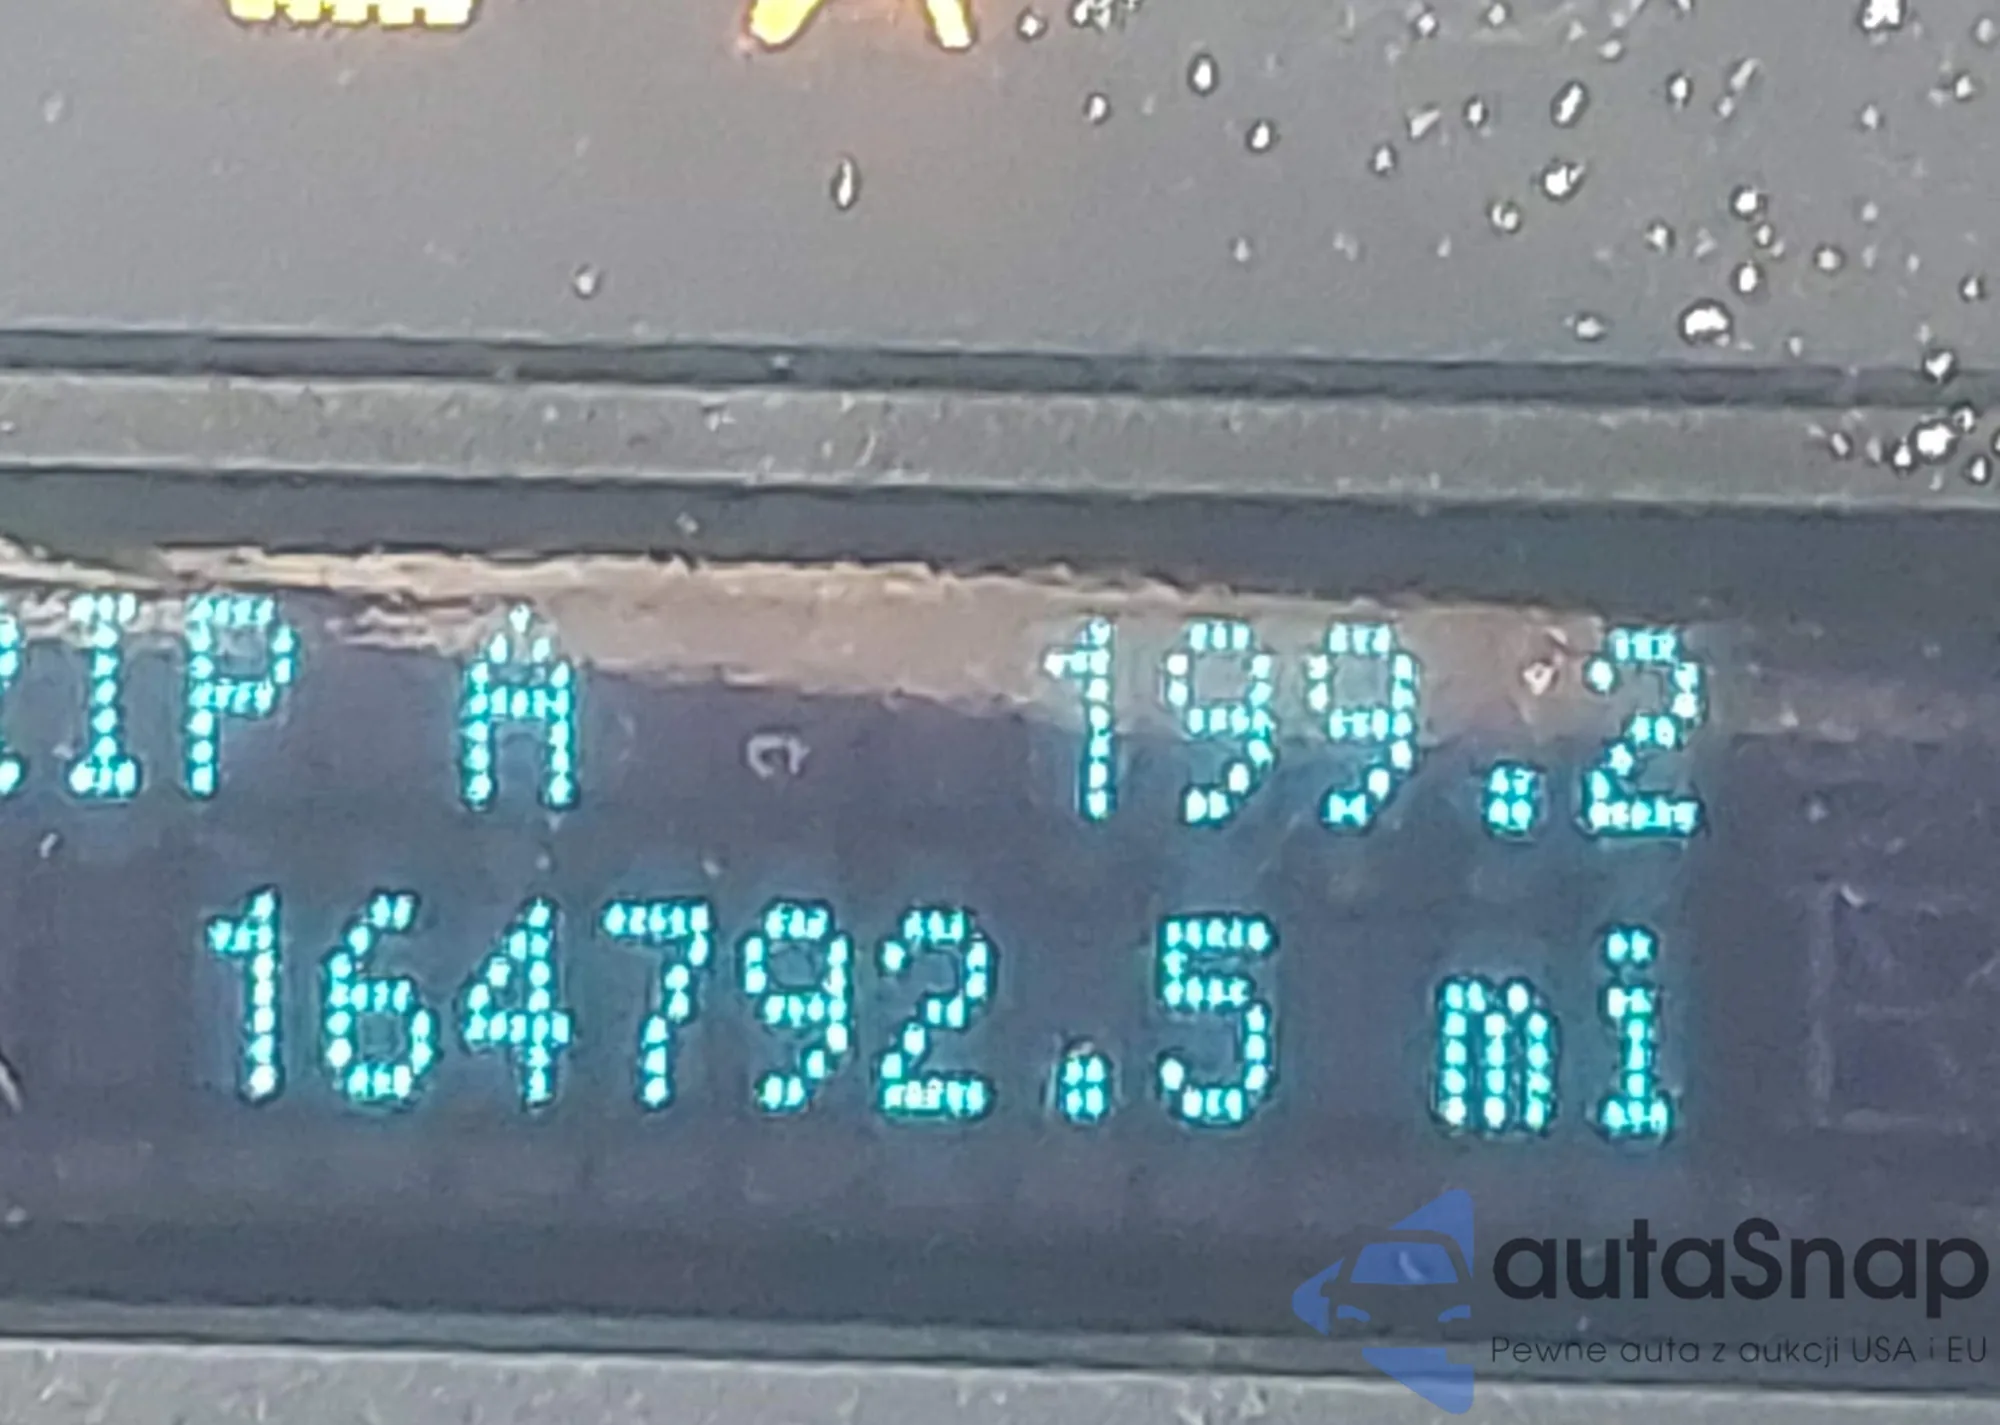 TRIP A 199.2
164792.5 mi
autaSnap
Pewne auta z aukcji USA i EU